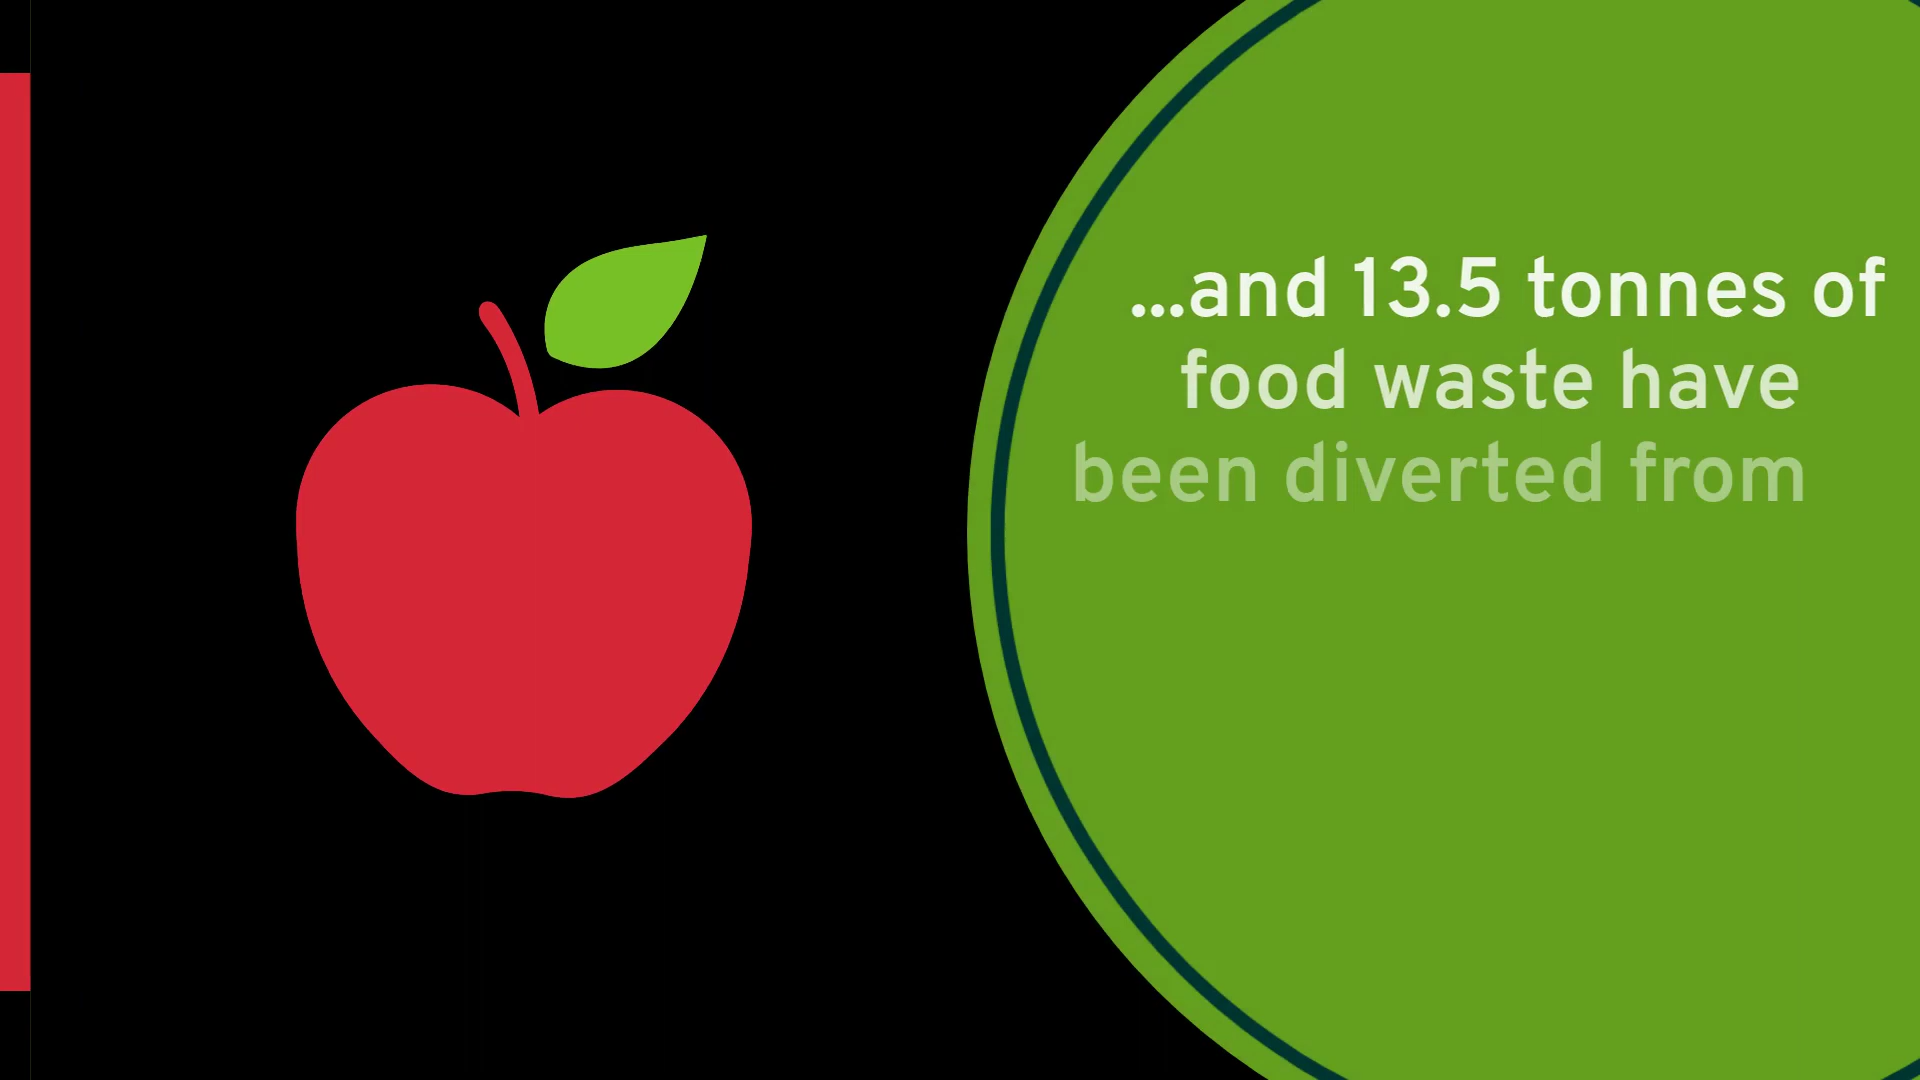 ...and 13.5 tonnes of
food waste have
been diverted from